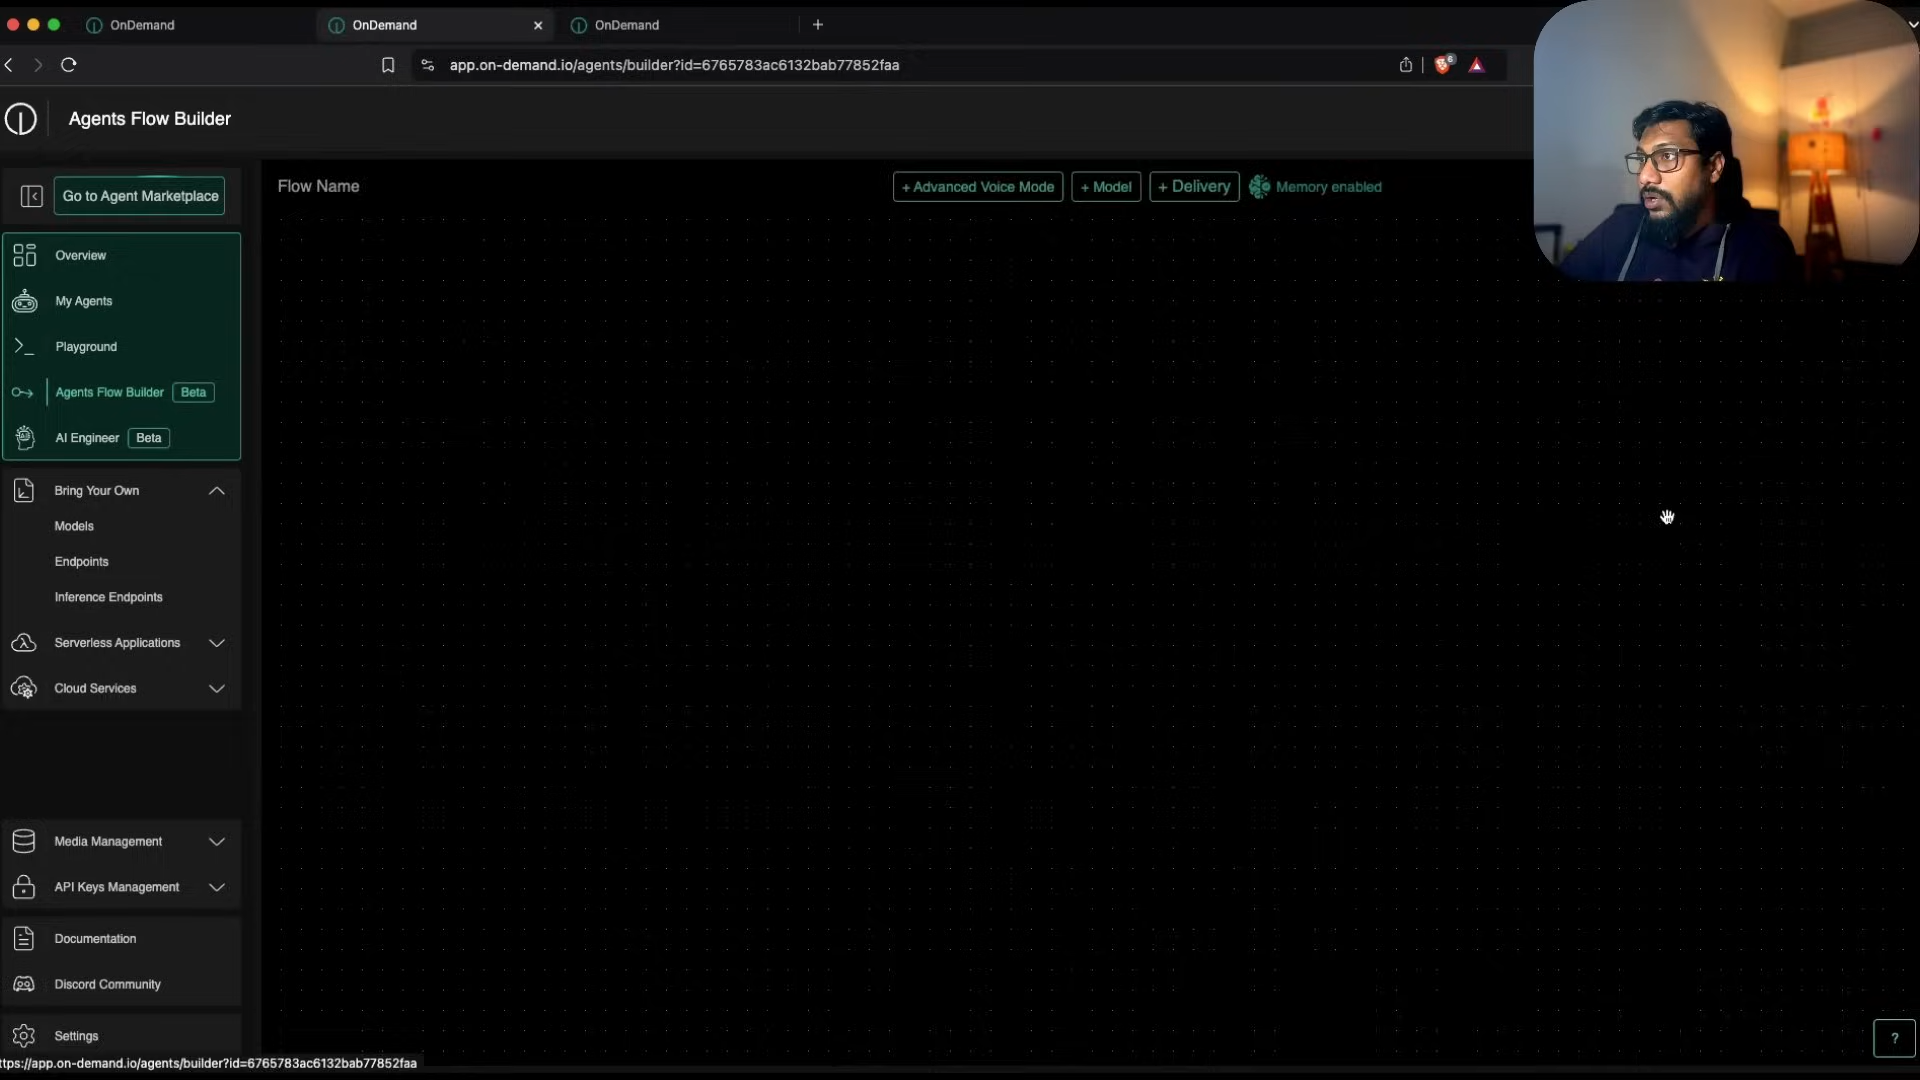 OnDemand
OnDemand
OnDemand
app.on-demand.io/agents/builder?id=6765783ac6132bab77852faa
6
Agents Flow Builder
Go to Agent Marketplace
Flow Name
+ Advanced Voice Mode
+ Model
+ Delivery
Memory enabled
Overview
My Agents
Playground
Agents Flow Builder
Beta
AI Engineer
Beta
Bring Your Own
Models
Endpoints
Inference Endpoints
Serverless Applications
Cloud Services
Media Management
API Keys Management
Documentation
Discord Community
Settings
?
ttps://app.on-demand.io/agents/builder?id=6765783ac6132bab77852faa